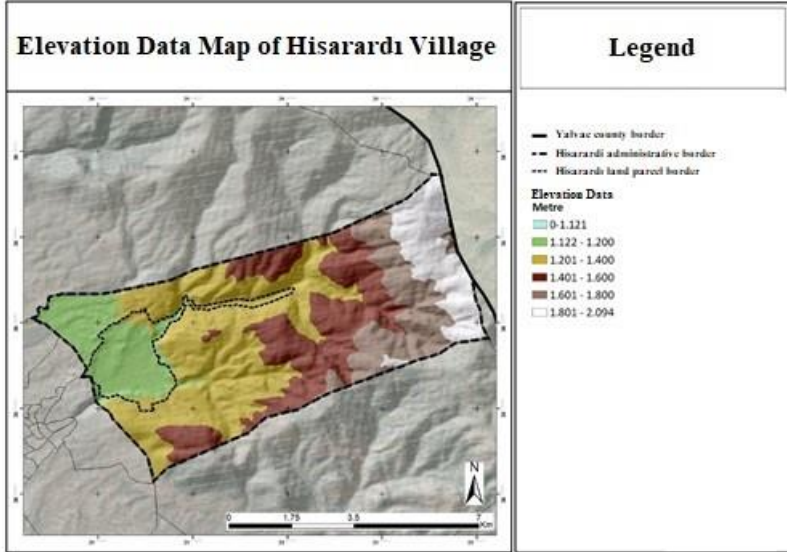 Elevation Data Map of Hisarardı Village
Legend
Yalvac county border
Hisarardı administrative border
Hisarardı land parcel border
Elevation Data
Metre
0-1.121
1.122 - 1.200
1.201 - 1.400
1.401 - 1.600
1.601 - 1.800
1.801 - 2.094
N
0 1.75 3.5 7
Km